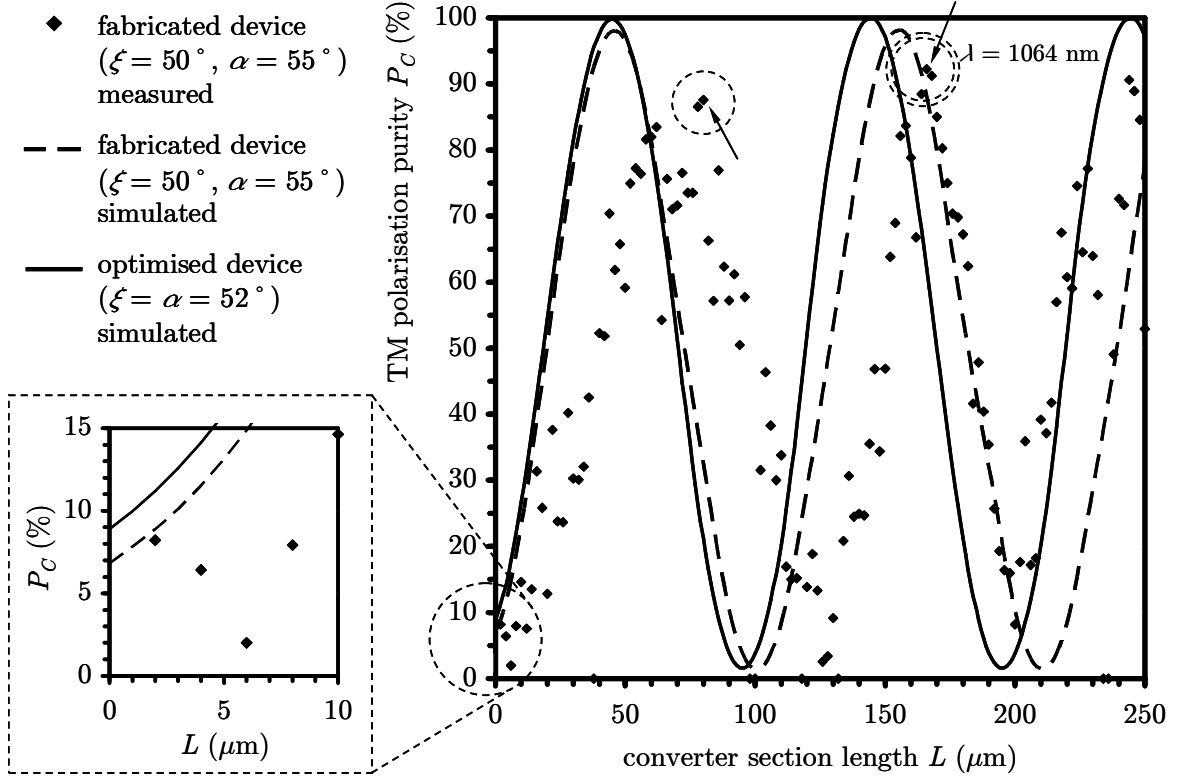 fabricated device
(ξ = 50°, α = 55°)
measured
fabricated device
(ξ = 50°, α = 55°)
simulated
optimised device
(ξ = α = 52°)
simulated
TM polarisation purity P_C (%)
100
90
80
70
60
50
40
30
20
10
0
λ = 1064 nm
0
50
100
150
200
250
converter section length L (μm)
P_C (%)
15
10
5
0
0
5
10
L (μm)